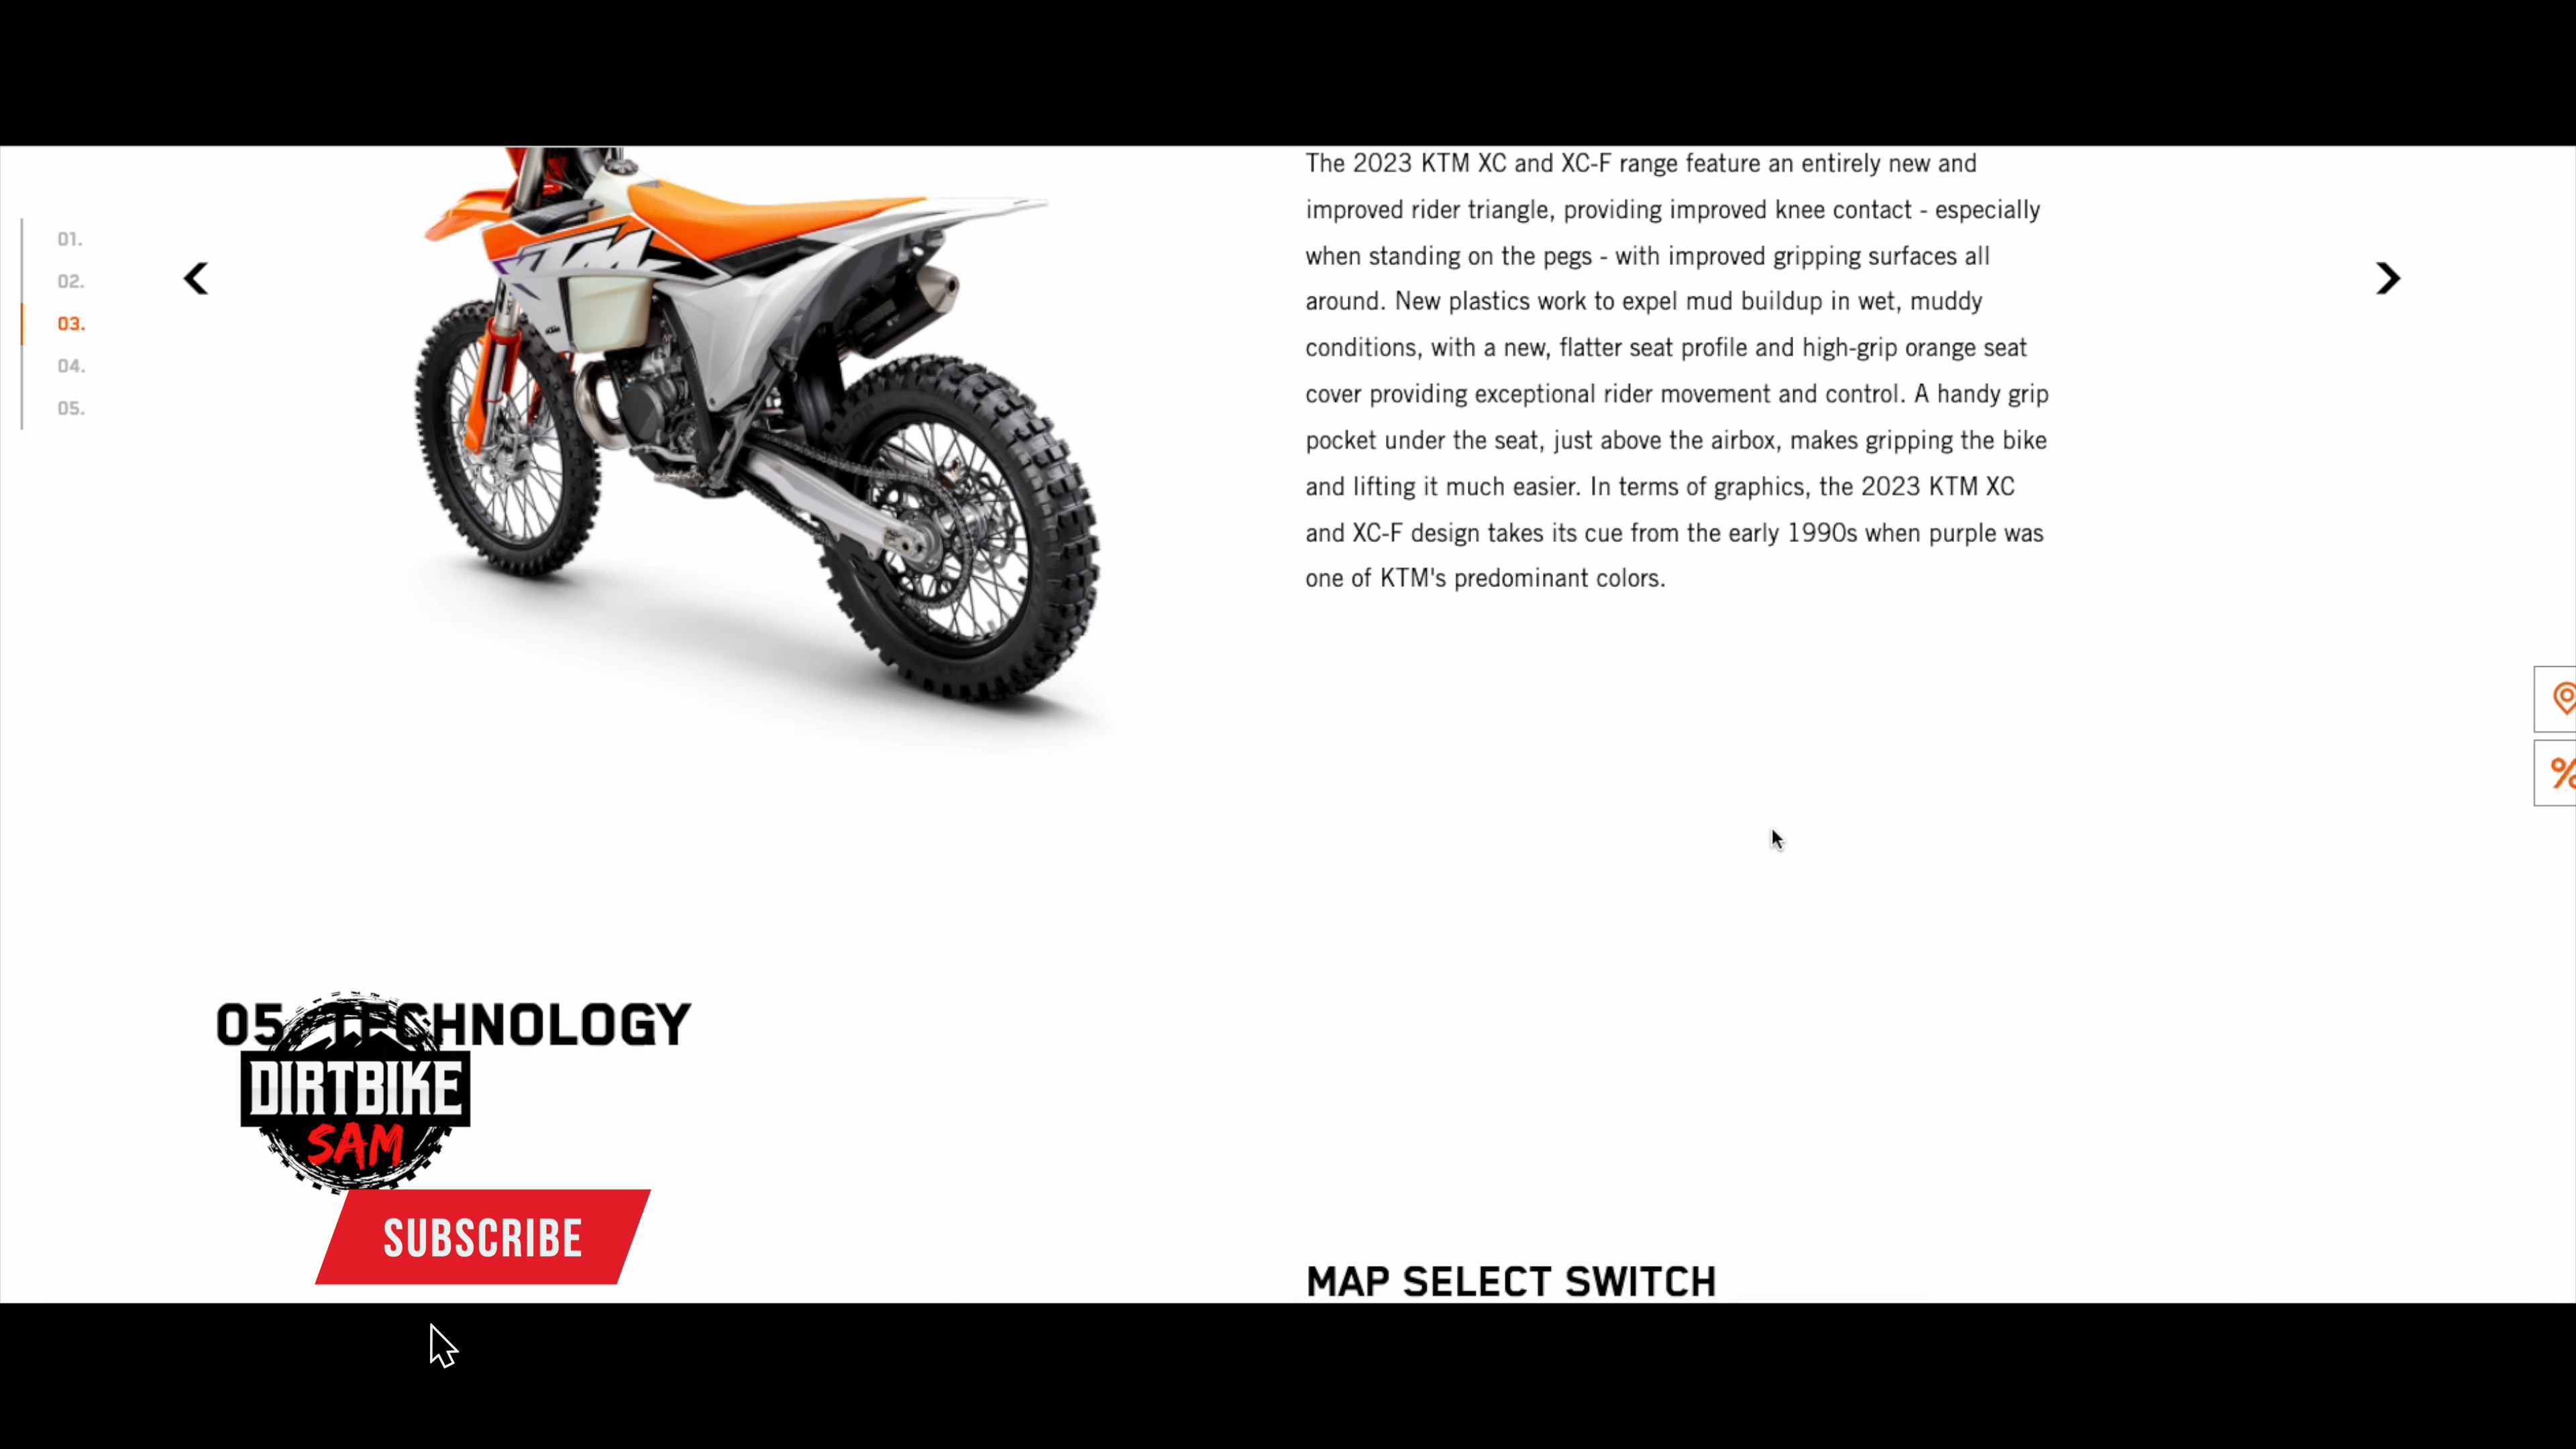 The 2023 KTM XC and XC-F range feature an entirely new and
improved rider triangle, providing improved knee contact - especially
when standing on the pegs - with improved gripping surfaces all
around. New plastics work to expel mud buildup in wet, muddy
conditions, with a new, flatter seat profile and high-grip orange seat
cover providing exceptional rider movement and control. A handy grip
pocket under the seat, just above the airbox, makes gripping the bike
and lifting it much easier. In terms of graphics, the 2023 KTM XC
and XC-F design takes its cue from the early 1990s when purple was
one of KTM's predominant colors.
01.
02.
03.
04.
05.
KTM
%
05. TECHNOLOGY
DIRTBIKE
SAM
SUBSCRIBE
MAP SELECT SWITCH